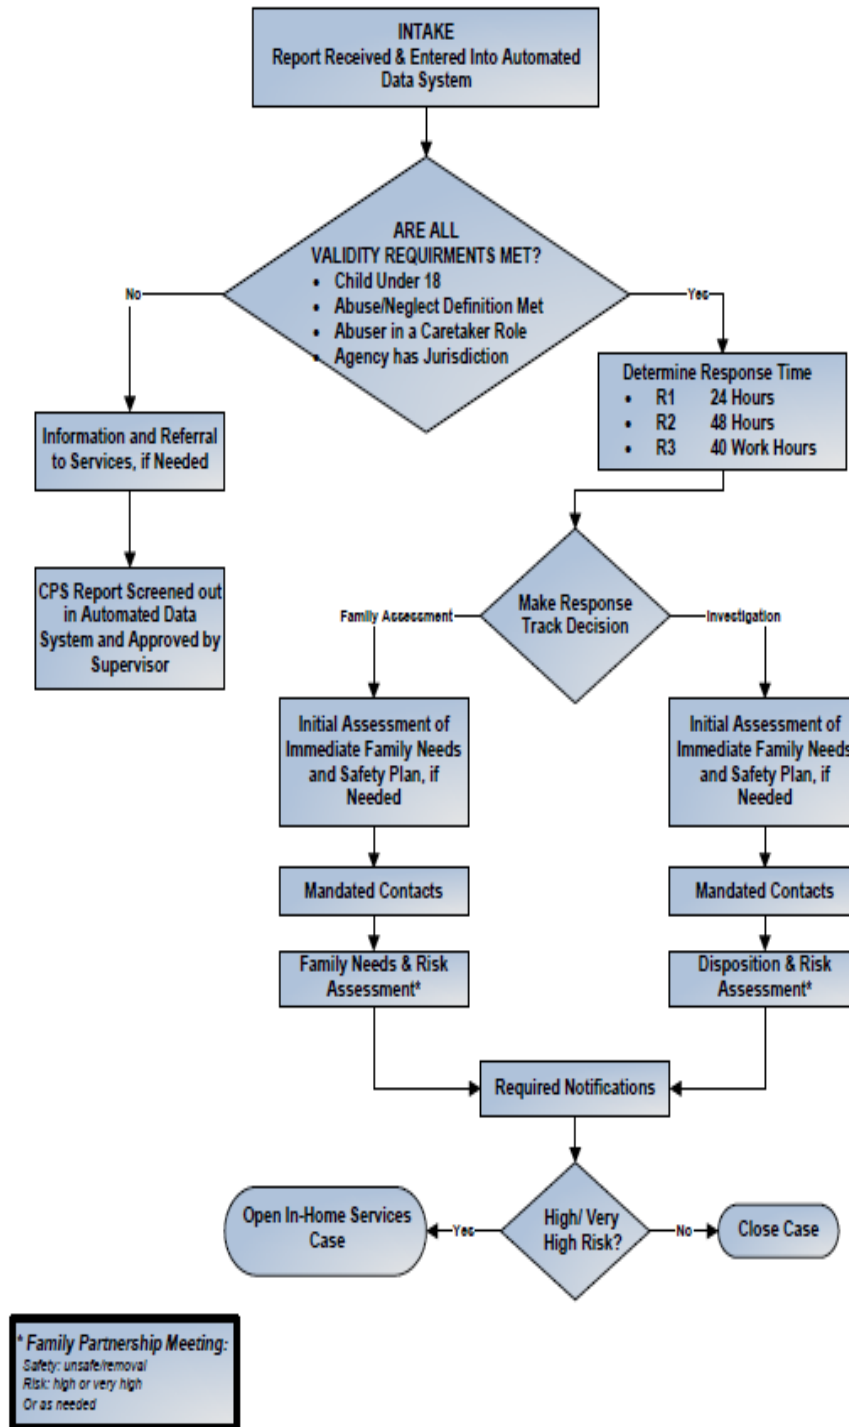 INTAKE
Report Received & Entered Into Automated
Data System
ARE ALL
VALIDITY REQUIRMENTS MET?
• Child Under 18
• Abuse/Neglect Definition Met
• Abuser in a Caretaker Role
• Agency has Jurisdiction
No
Yes
Determine Response Time
• R1 24 Hours
• R2 48 Hours
• R3 40 Work Hours
Information and Referral
to Services, if Needed
CPS Report Screened out
in Automated Data
System and Approved by
Supervisor
Make Response
Track Decision
Family Assessment
Investigation
Initial Assessment of
Immediate Family Needs
and Safety Plan, if
Needed
Initial Assessment of
Immediate Family Needs
and Safety Plan, if
Needed
Mandated Contacts
Mandated Contacts
Family Needs & Risk
Assessment*
Disposition & Risk
Assessment*
Required Notifications
High/ Very
High Risk?
Yes
No
Open In-Home Services
Case
Close Case
* Family Partnership Meeting:
Safety: unsafe/removal
Risk: high or very high
Or as needed